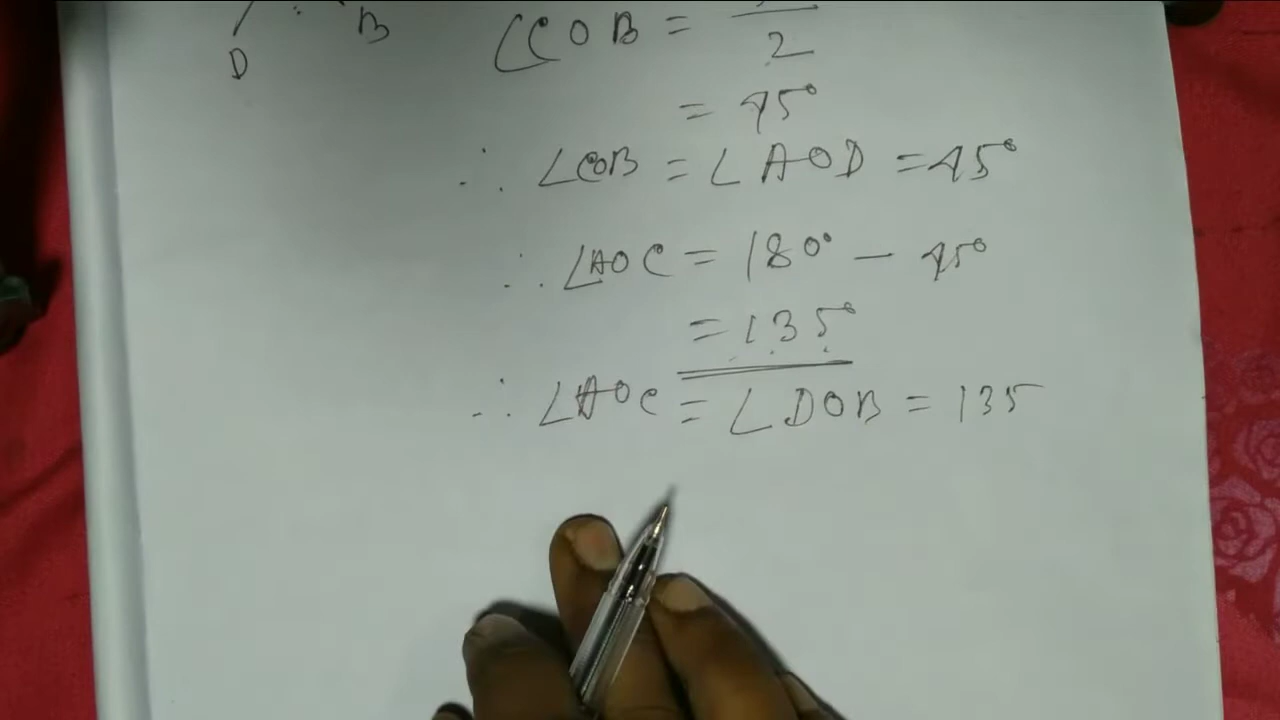 B
D
∠COB = /2
= 45°
∴ ∠COB = ∠AOD = 45°
∴ ∠AOC = 180° – 45°
= 135°
∴ ∠AOC = ∠DOB = 135